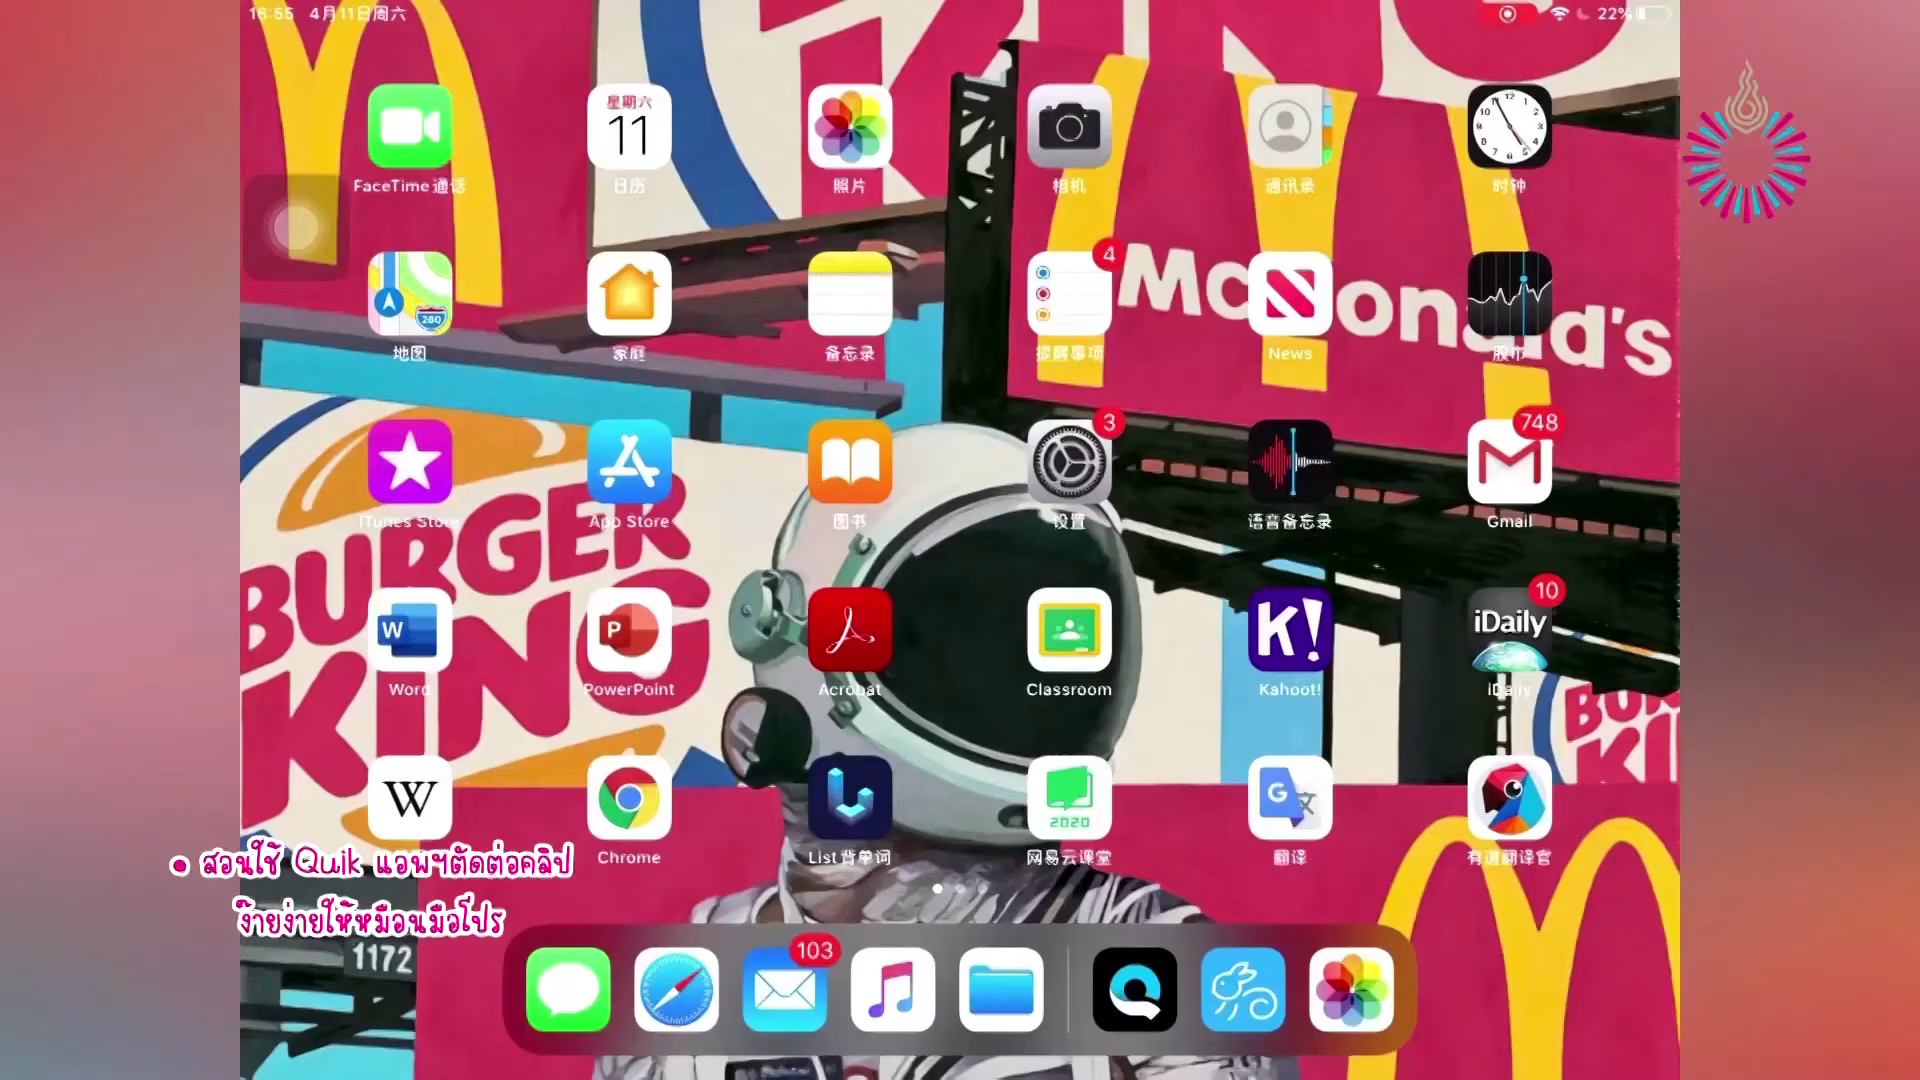 16:55 4月11日周六
22%
星期六
11
FaceTime通话
日历
照片
相机
通讯录
时钟
McDonald's
280
4
地图
家庭
备忘录
提醒事项
News
股市
3
748
iTunes Store
App Store
图书
设置
语音备忘录
Gmail
BURGER
KING
W
P
K!
10
iDaily
Word
PowerPoint
Acrobat
Classroom
Kahoot!
iDaily
W
2020
G
Chrome
List背单词
网易云课堂
翻译
有道翻译官
• สอนใช้ Quik แอพฯตัดต่อคลิป
ง๊ายง่ายให้เหมือนมือโปร
1172
103